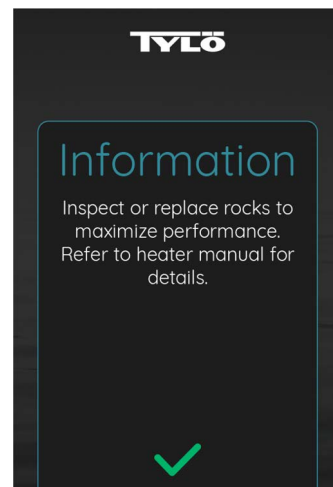 TYLÖ
Information
Inspect or replace rocks to
maximize performance.
Refer to heater manual for
details.